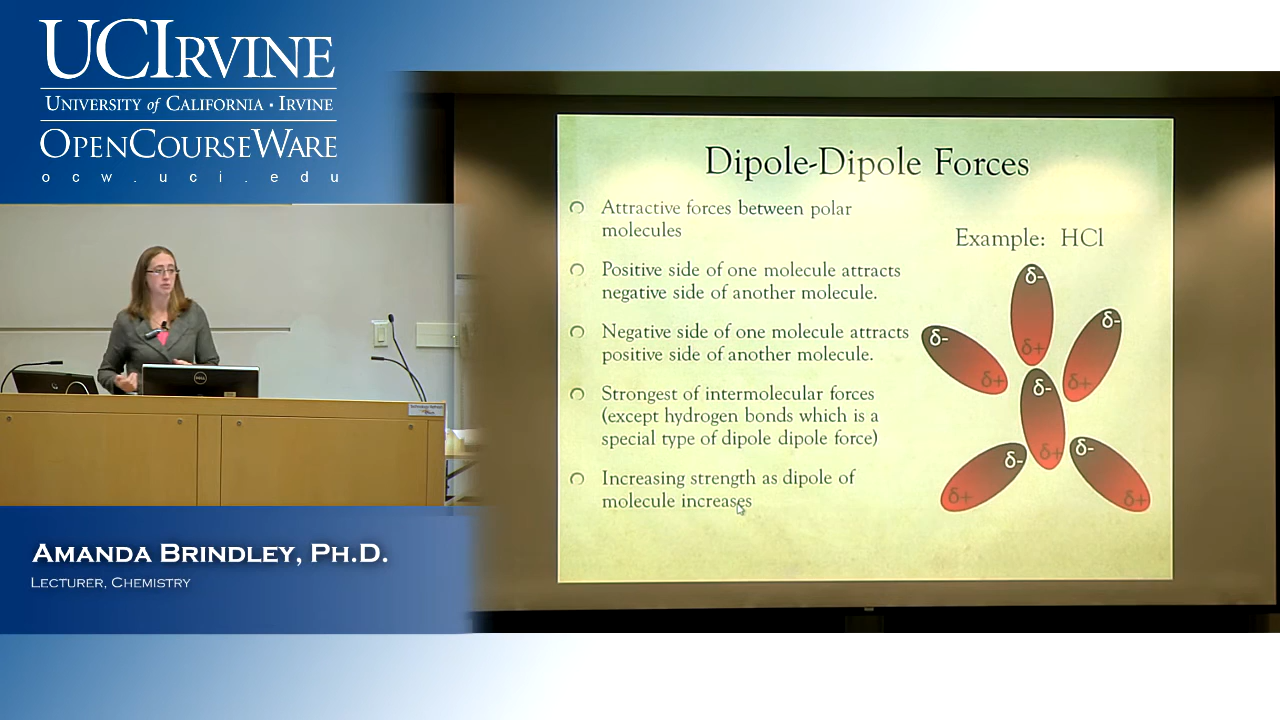 UCIRVINE
UNIVERSITY of CALIFORNIA • IRVINE
OPENCOURSEWARE
ocw.uci.edu
Dipole-Dipole Forces
Attractive forces between polar
molecules
Positive side of one molecule attracts
negative side of another molecule.
Negative side of one molecule attracts
positive side of another molecule.
Strongest of intermolecular forces
(except hydrogen bonds which is a
special type of dipole dipole force)
Increasing strength as dipole of
molecule increases
Example: HCl
δ-
δ-
δ-
δ+
δ+
δ+
δ-
δ+
δ-
δ-
δ+
δ+
DELL
AMANDA BRINDLEY, PH.D.
LECTURER, CHEMISTRY